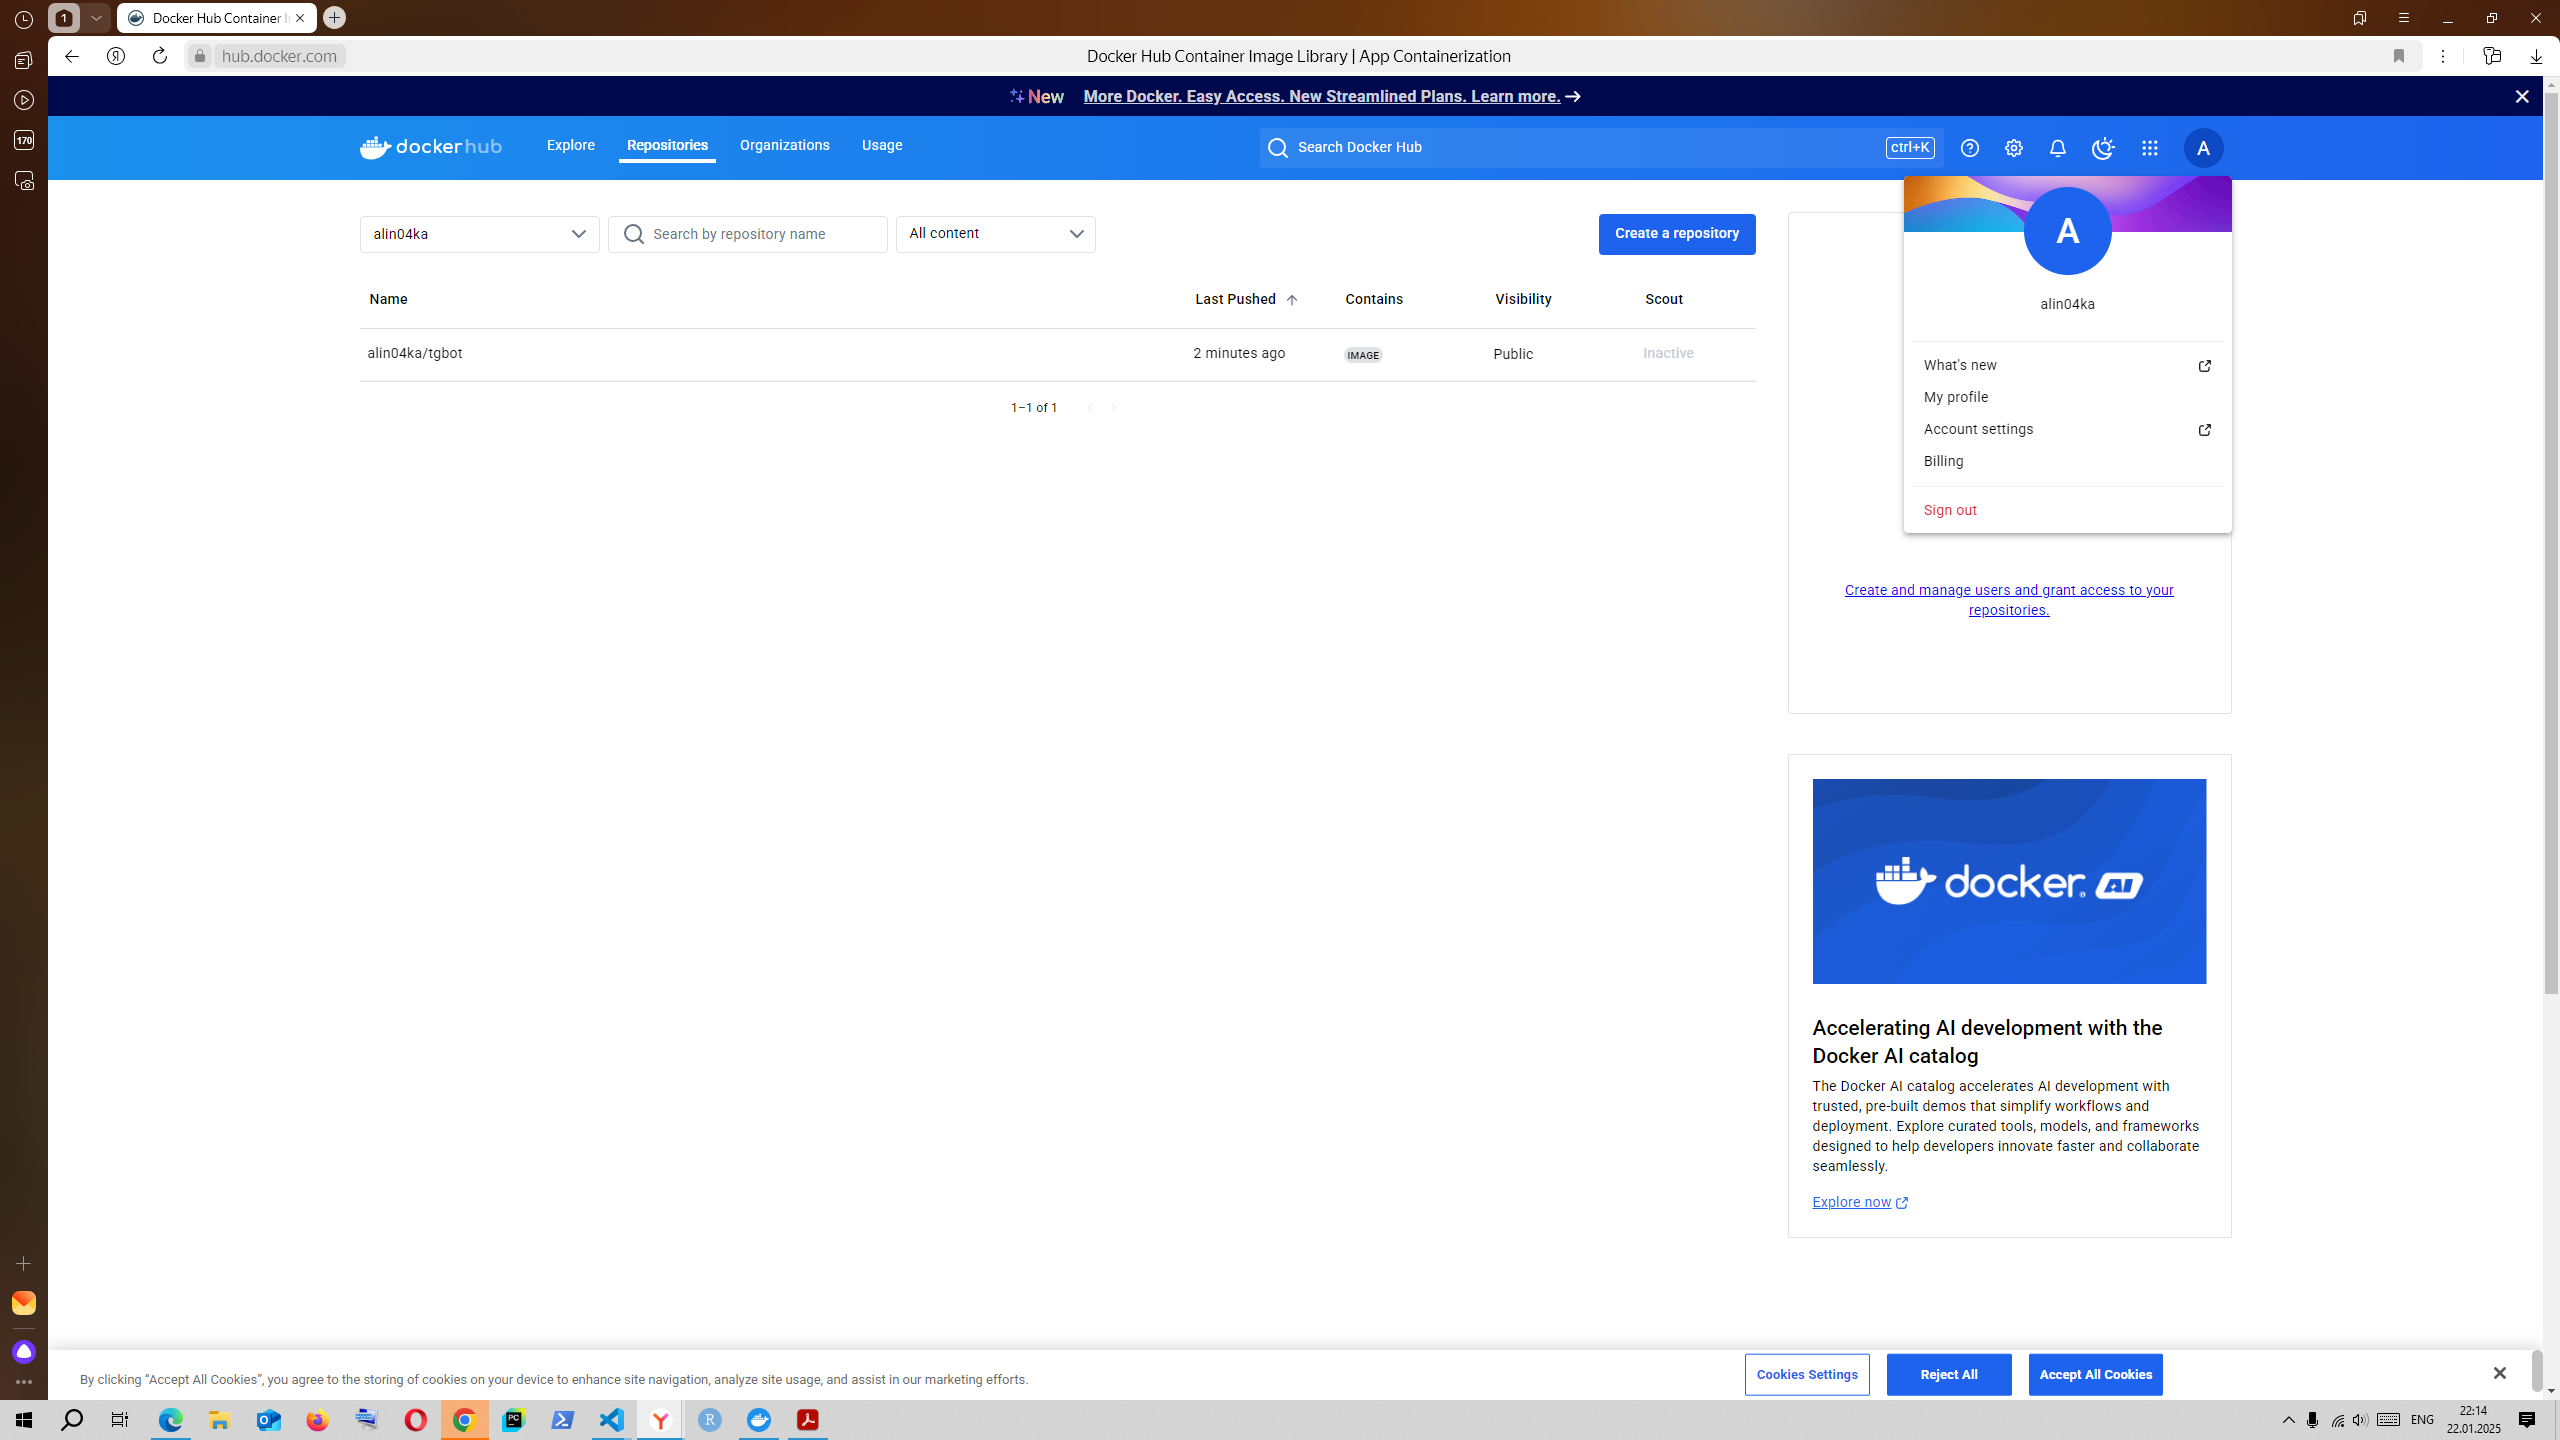 1
Docker Hub Container I
hub.docker.com
Docker Hub Container Image Library | App Containerization
170
New
More Docker. Easy Access. New Streamlined Plans. Learn more.
dockerhub
Explore
Repositories
Organizations
Usage
Search Docker Hub
ctrl+K
A
alin04ka
Search by repository name
All content
Create a repository
Name
Last Pushed
Contains
Visibility
Scout
alin04ka/tgbot
2 minutes ago
IMAGE
Public
Inactive
1–1 of 1
A
alin04ka
What's new
My profile
Account settings
Billing
Sign out
Create and manage users and grant access to your
repositories.
docker AI
Accelerating AI development with the
Docker AI catalog
The Docker AI catalog accelerates AI development with
trusted, pre-built demos that simplify workflows and
deployment. Explore curated tools, models, and frameworks
designed to help developers innovate faster and collaborate
seamlessly.
Explore now
By clicking “Accept All Cookies”, you agree to the storing of cookies on your device to enhance site navigation, analyze site usage, and assist in our marketing efforts.
Cookies Settings
Reject All
Accept All Cookies
ENG
22:14
22.01.2025